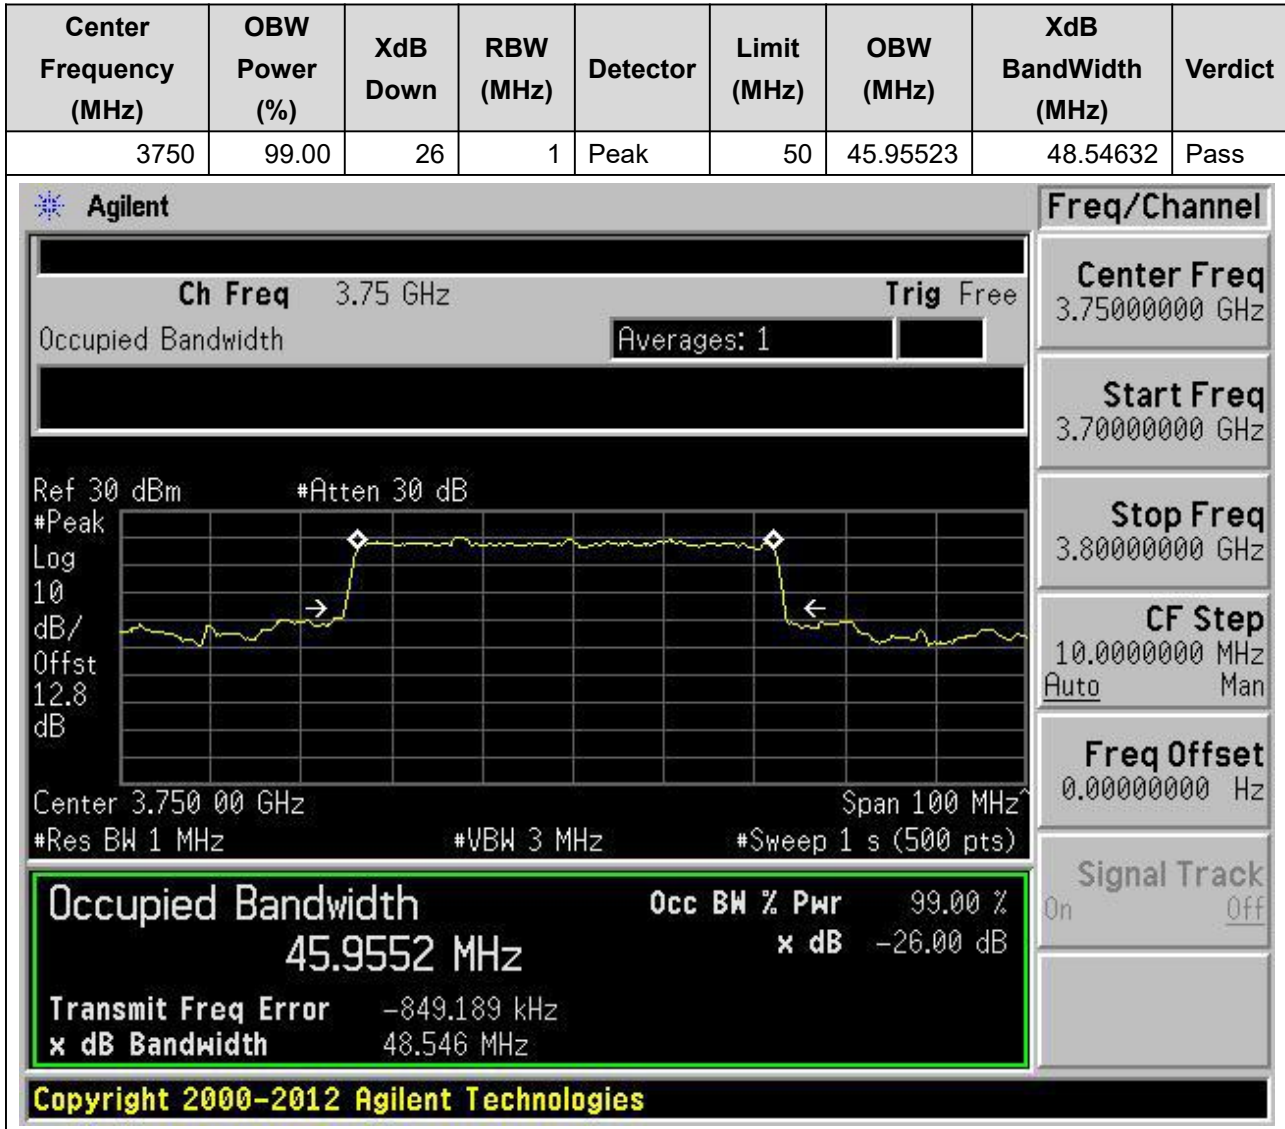 Center Frequency (MHz) OBW Power (%) XdB Down RBW (MHz) Detector Limit (MHz) OBW (MHz) XdB BandWidth (MHz) Verdict
3750 99.00 26 1 Peak 50 45.95523 48.54632 Pass
Agilent
Freq/Channel
Ch Freq 3.75 GHz Trig Free
Occupied Bandwidth Averages: 1
Center Freq
3.75000000 GHz
Start Freq
3.70000000 GHz
Stop Freq
3.80000000 GHz
CF Step
10.0000000 MHz
Auto Man
Freq Offset
0.00000000 Hz
Signal Track
On Off
Ref 30 dBm #Atten 30 dB
#Peak
Log
10
dB/
Offst
12.8
dB
Center 3.750 00 GHz Span 100 MHz^
#Res BW 1 MHz #VBW 3 MHz #Sweep 1 s (500 pts)
Occupied Bandwidth
45.9552 MHz
Occ BW % Pwr 99.00 %
x dB -26.00 dB
Transmit Freq Error -849.189 kHz
x dB Bandwidth 48.546 MHz
Copyright 2000-2012 Agilent Technologies